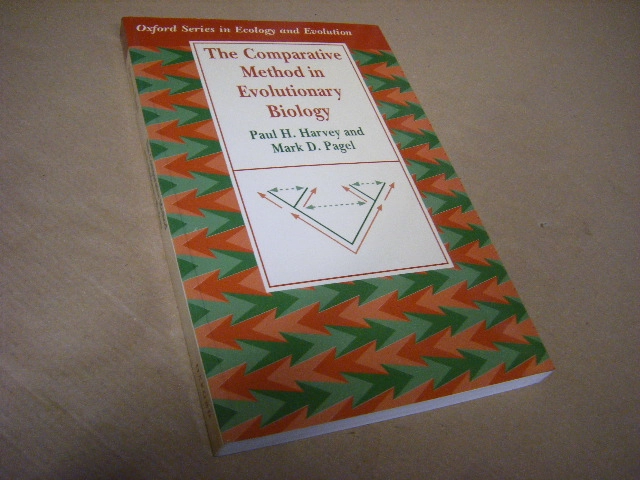 Oxford Series in Ecology and Evolution
The Comparative
Method in
Evolutionary
Biology
Paul H. Harvey and
Mark D. Pagel